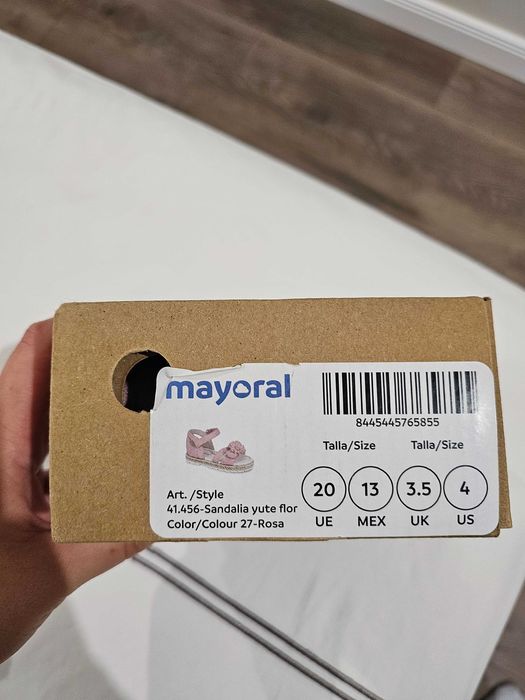 mayoral
8445445765855
Talla/Size Talla/Size
20 13 3.5 4
UE MEX UK US
Art. /Style
41.456-Sandalia yute flor
Color/Colour 27-Rosa